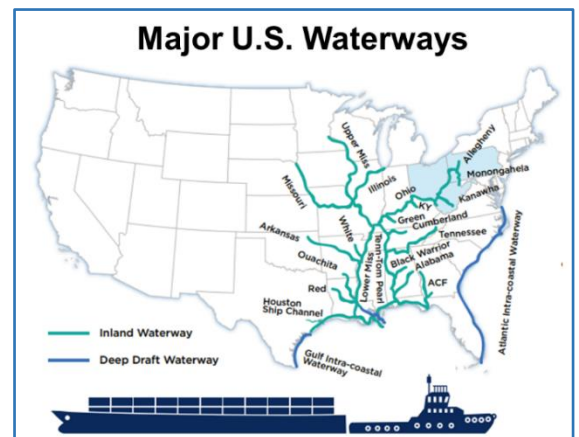 Major U.S. Waterways
Upper Miss
Allegheny
Missouri
Illinois
Ohio
Monongahela
KY
Kanawha
Green
Cumberland
White
Tennessee
Arkansas
Lower Miss
Tenn-Tom Pearl
Black Warrior
Alabama
Ouachita
Red
ACF
Houston
Ship Channel
Atlantic Intra-coastal Waterway
Inland Waterway
Deep Draft Waterway
Gulf Intra-coastal
Waterway